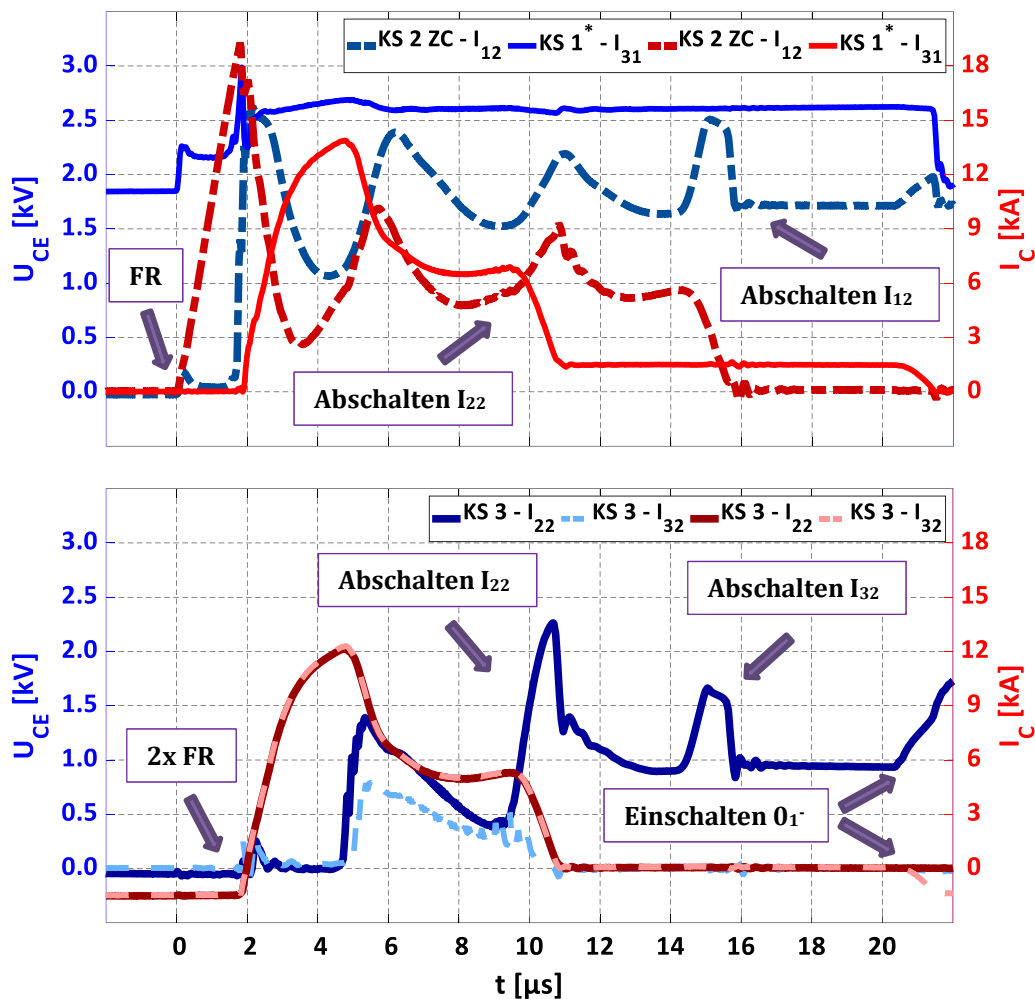 KS 2 ZC - I12 KS 1* - I31 KS 2 ZC - I12 KS 1* - I31
3.0 18
2.5 15
2.0 12
1.5 9
1.0 6
0.5 3
0.0 0
UCE [kV]
IC [kA]
FR
Abschalten I12
Abschalten I22
KS 3 - I22 KS 3 - I32 KS 3 - I22 KS 3 - I32
3.0 18
2.5 15
2.0 12
1.5 9
1.0 6
0.5 3
0.0 0
UCE [kV]
IC [kA]
Abschalten I22
Abschalten I32
2x FR
Einschalten 01-
0 2 4 6 8 10 12 14 16 18 20
t [µs]